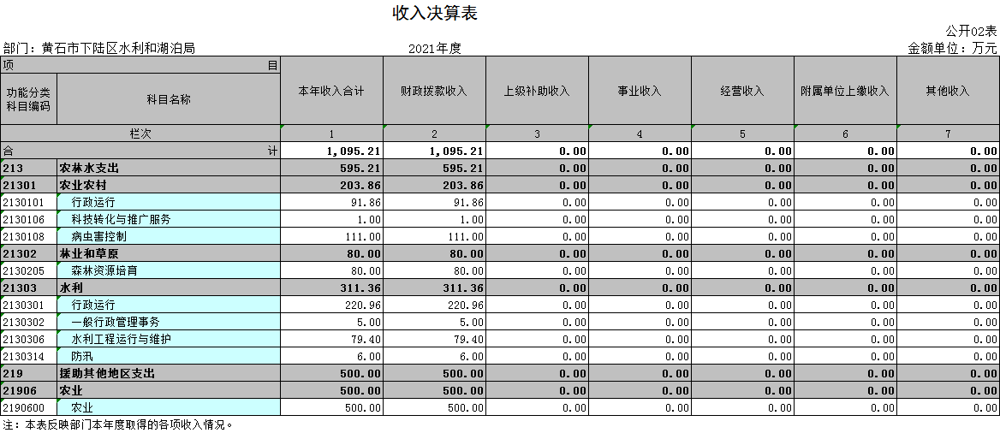 收入决算表
公开02表
部门：黄石市下陆区水利和湖泊局 2021年度 金额单位：万元
项 目 本年收入合计 财政拨款收入 上级补助收入 事业收入 经营收入 附属单位上缴收入 其他收入
功能分类科目编码 科目名称
栏次 1 2 3 4 5 6 7
合 计 1,095.21 1,095.21 0.00 0.00 0.00 0.00 0.00
213 农林水支出 595.21 595.21 0.00 0.00 0.00 0.00 0.00
21301 农业农村 203.86 203.86 0.00 0.00 0.00 0.00 0.00
2130101 行政运行 91.86 91.86 0.00 0.00 0.00 0.00 0.00
2130106 科技转化与推广服务 1.00 1.00 0.00 0.00 0.00 0.00 0.00
2130108 病虫害控制 111.00 111.00 0.00 0.00 0.00 0.00 0.00
21302 林业和草原 80.00 80.00 0.00 0.00 0.00 0.00 0.00
2130205 森林资源培育 80.00 80.00 0.00 0.00 0.00 0.00 0.00
21303 水利 311.36 311.36 0.00 0.00 0.00 0.00 0.00
2130301 行政运行 220.96 220.96 0.00 0.00 0.00 0.00 0.00
2130302 一般行政管理事务 5.00 5.00 0.00 0.00 0.00 0.00 0.00
2130306 水利工程运行与维护 79.40 79.40 0.00 0.00 0.00 0.00 0.00
2130314 防汛 6.00 6.00 0.00 0.00 0.00 0.00 0.00
219 援助其他地区支出 500.00 500.00 0.00 0.00 0.00 0.00 0.00
21906 农业 500.00 500.00 0.00 0.00 0.00 0.00 0.00
2190600 农业 500.00 500.00 0.00 0.00 0.00 0.00 0.00
注：本表反映部门本年度取得的各项收入情况。